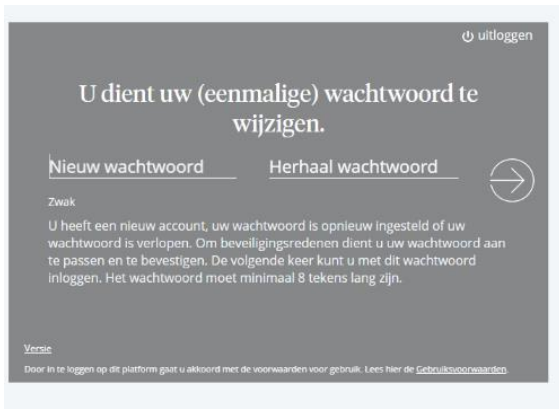 uitloggen
U dient uw (eenmalige) wachtwoord te
wijzigen.
Nieuw wachtwoord Herhaal wachtwoord
Zwak
U heeft een nieuw account, uw wachtwoord is opnieuw ingesteld of uw
wachtwoord is verlopen. Om beveiligingsredenen dient u uw wachtwoord aan
te passen en te bevestigen. De volgende keer kunt u met dit wachtwoord
inloggen. Het wachtwoord moet minimaal 8 tekens lang zijn.
Versie
Door in te loggen op dit platform gaat u akkoord met de voorwaarden voor gebruik. Lees hier de Gebruiksvoorwaarden.